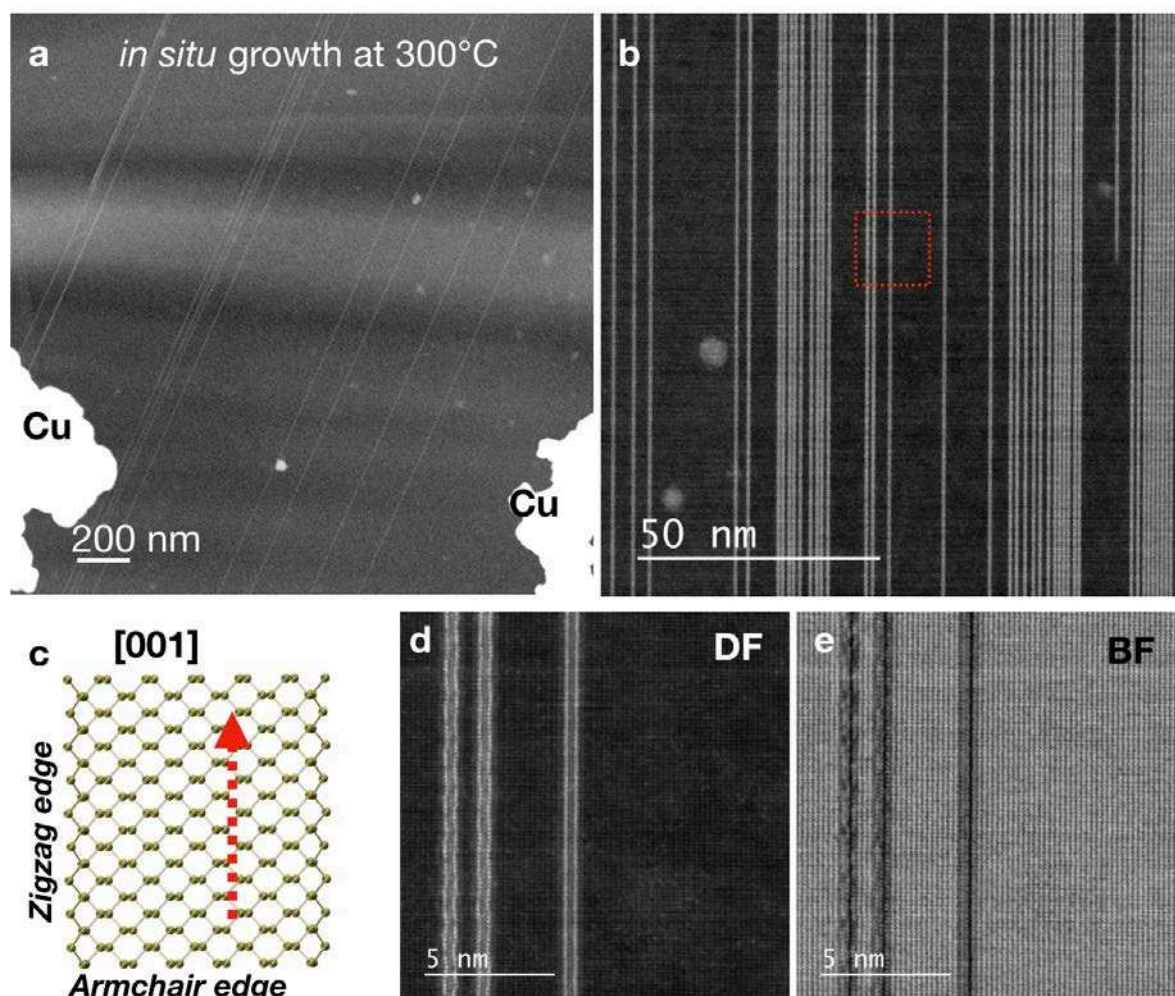 a
in situ growth at 300°C
Cu
Cu
200 nm
b
50 nm
c
[001]
Zigzag edge
Armchair edge
d
DF
5 nm
e
BF
5 nm